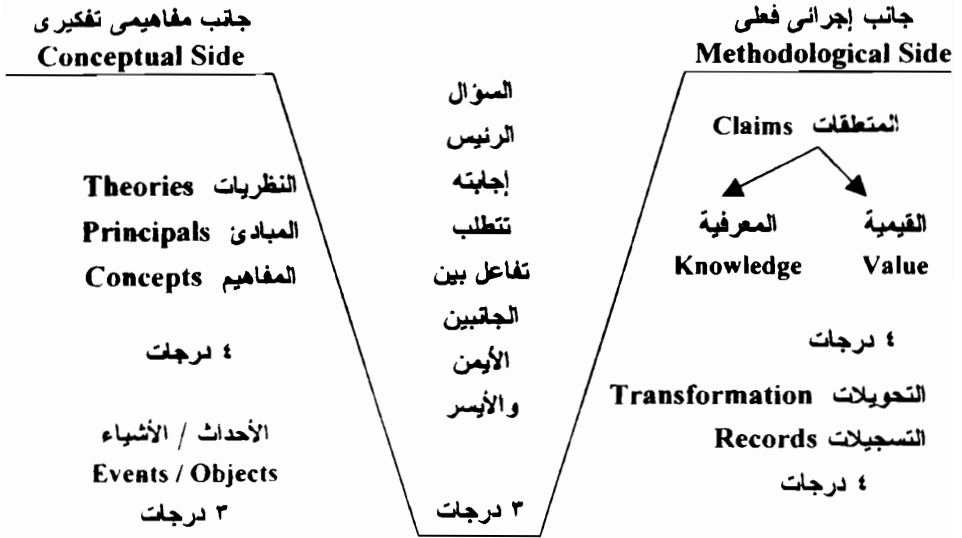 جانب مفاهيمى تفكيرى
Conceptual Side
النظريات Theories
المبادئ Principals
المفاهيم Concepts
٤ درجات
الأحداث / الأشياء
Events / Objects
٣ درجات
السؤال
الرئيس
إجابته
تتطلب
تفاعل بين
الجانبين
الأيمن
والأيسر
٣ درجات
جانب إجرائى فعلى
Methodological Side
المتعلقات Claims
القيمية
المعرفية
Value
Knowledge
٤ درجات
التحويلات Transformation
التسجيلات Records
٤ درجات